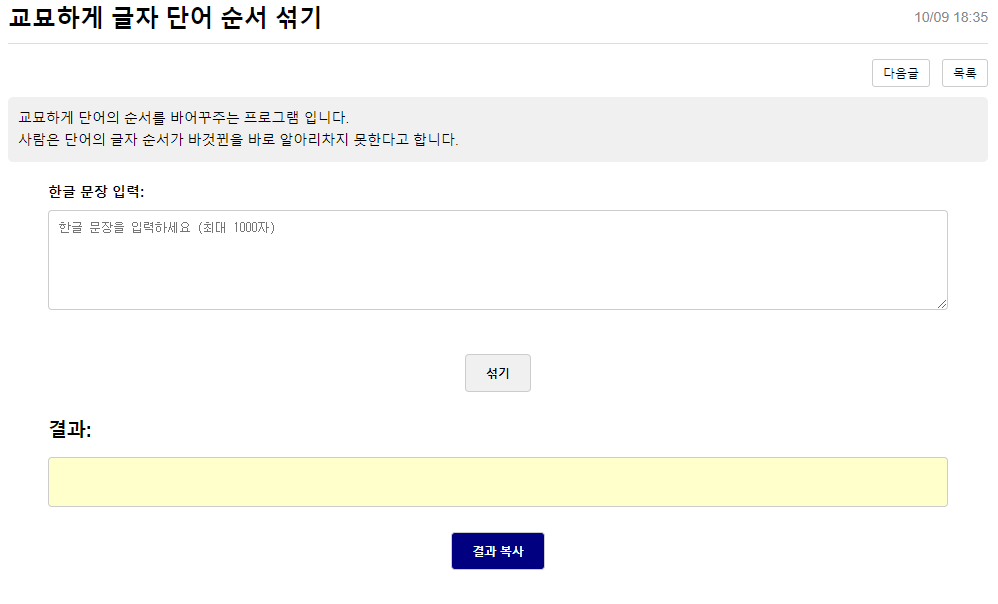 교묘하게 글자 단어 순서 섞기
10/09 18:35
다음글
목록
교묘하게 단어의 순서를 바어꾸주는 프로그램 입니다.
사람은 단어의 글자 순서가 바것뀐을 바로 알아리차지 못한다고 합니다.
한글 문장 입력:
한글 문장을 입력하세요 (최대 1000자)
섞기
결과:
결과 복사